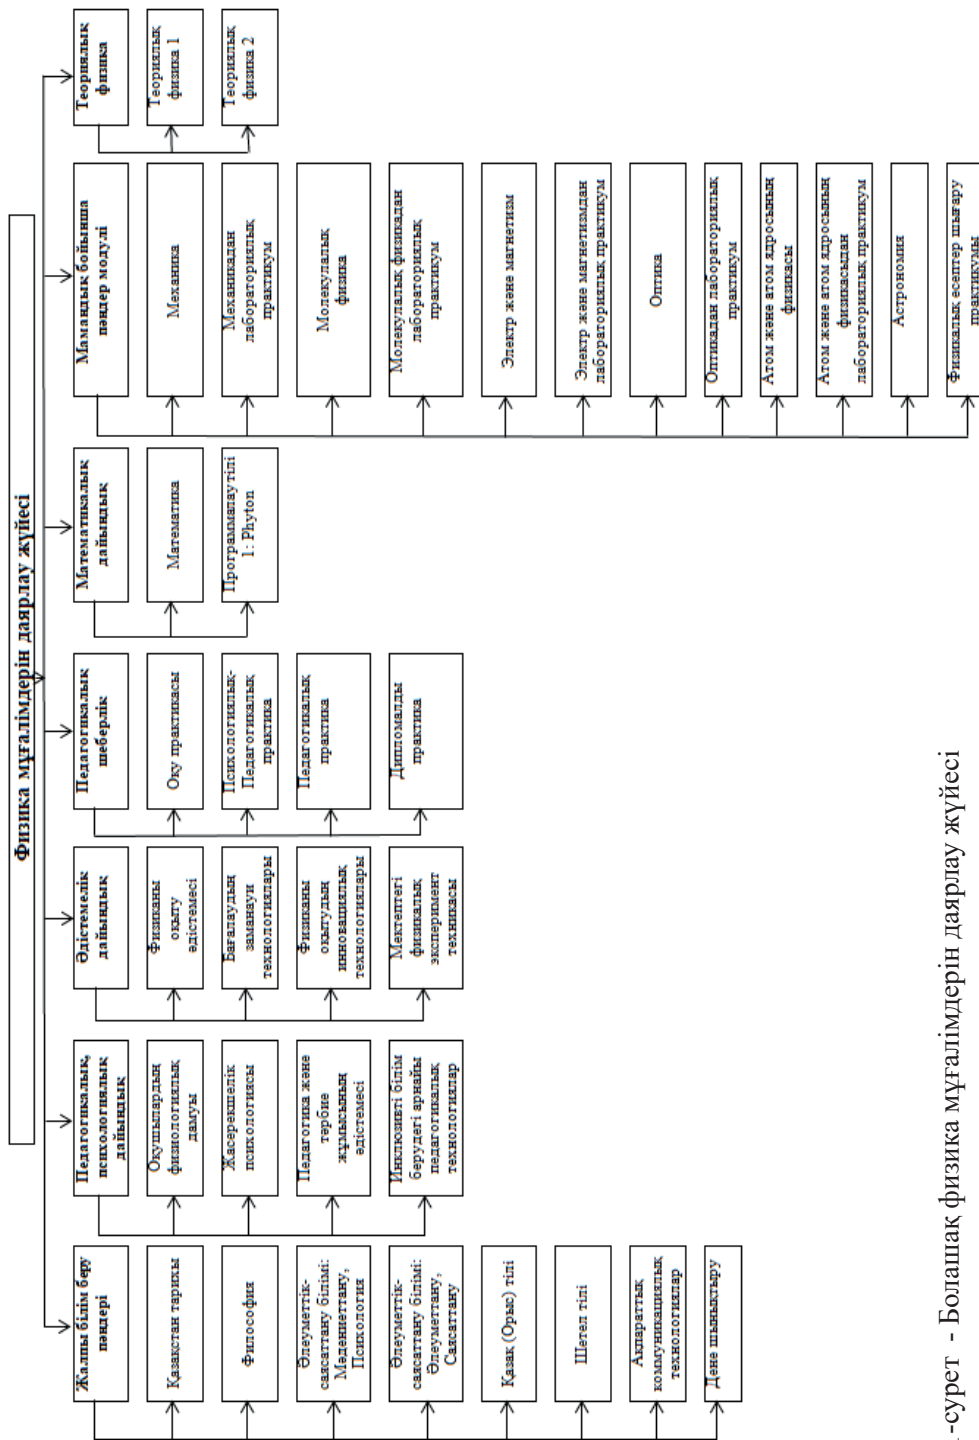 Физика мұғалімдерін даярлау жүйесі
Жалпы білім беру
пәндері
Қазақстан тарихы
Философия
Әлеуметтік-
саясаттану білімі:
Мәдениеттану,
Психология
Әлеуметтік-
саясаттану білімі:
Әлеуметтану,
Саясаттану
Қазақ (Орыс) тілі
Шетел тілі
Ақпараттық
коммуникациялық
технологиялар
Дене шынықтыру
Педагогикалық,
психологиялық
дайындық
Оқушылардың
физиологиялық
дамуы
Жасерекшелік
психологиясы
Педагогика және
тәрбие
жұмысының
әдістемесі
Инклюзивті білім
берудегі арнайы
педагогикалық
технологиялар
Әдістемелік
дайындық
Физиканы
оқыту
әдістемесі
Бағалаудың
заманауи
технологиялары
Физиканы
оқытудың
инновациялық
технологиялары
Мектептегі
физикалық
эксперимент
техникасы
Педагогикалық
шеберлік
Оқу практикасы
Психологиялық-
Педагогикалық
практика
Педагогикалық
практика
Дипломалды
практика
Математикалық
дайындық
Математика
Программалау тілі
1: Phyton
Мамандық бойынша
пәндер модулі
Механика
Механикадан
лабораториялық
практикум
Молекулалық
физика
Молекулалық физикадан
лабораториялық
практикум
Электр және магнетизм
Электр және магнетизмдан
лабораториялық практикум
Оптика
Оптикадан лабораториялық
практикум
Атом және атом ядросының
физикасы
Атом және атом ядросының
физикасыдан
лабораториялық практикум
Астрономия
Физикалық есептер шығару
практикумы
Теориялық
физика
Теориялық
физика 1
Теориялық
физика 2
-сурет - Болашақ физика мұғалімдерін даярлау жүйесі